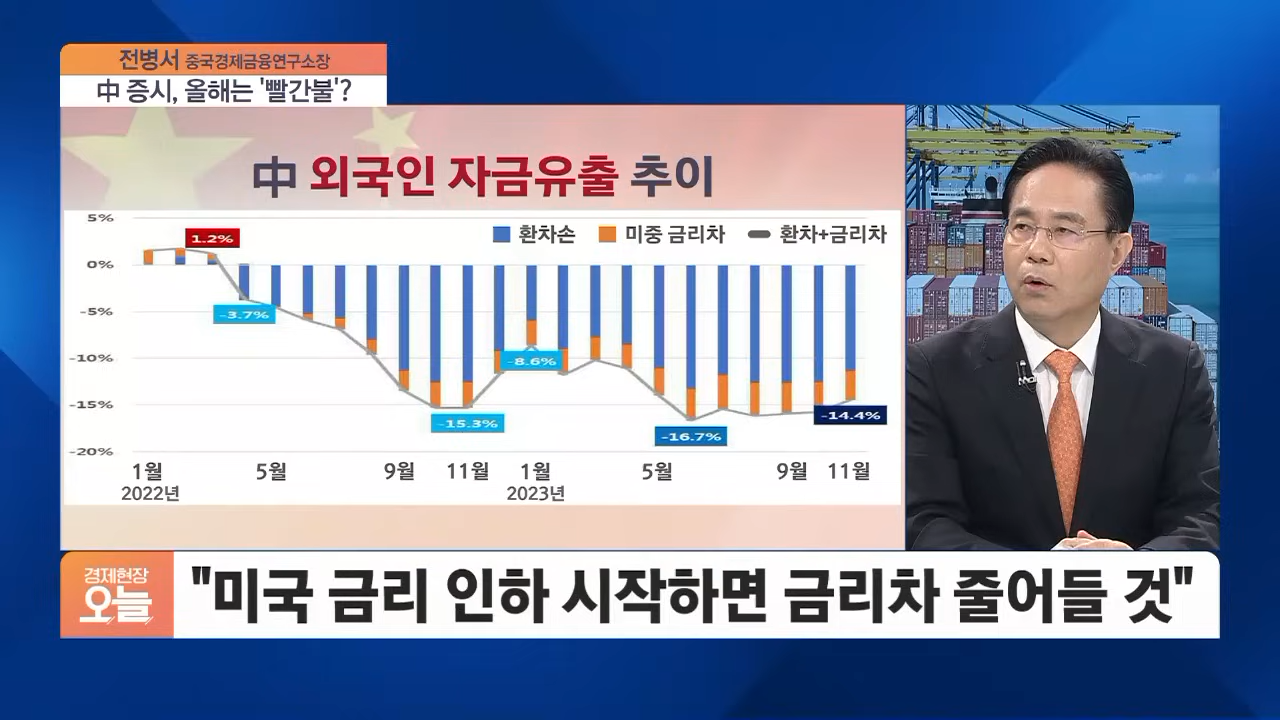 전병서 중국경제금융연구소장
中 증시, 올해는 '빨간불'?
中 외국인 자금유출 추이
환차손 미중 금리차 환차+금리차
5%
0%
-5%
-10%
-15%
-20%
1.2%
-3.7%
-15.3%
-8.6%
-16.7%
-14.4%
1월 5월 9월 11월 1월 5월 9월 11월
2022년 2023년
경제현장
오늘
"미국 금리 인하 시작하면 금리차 줄어들 것"